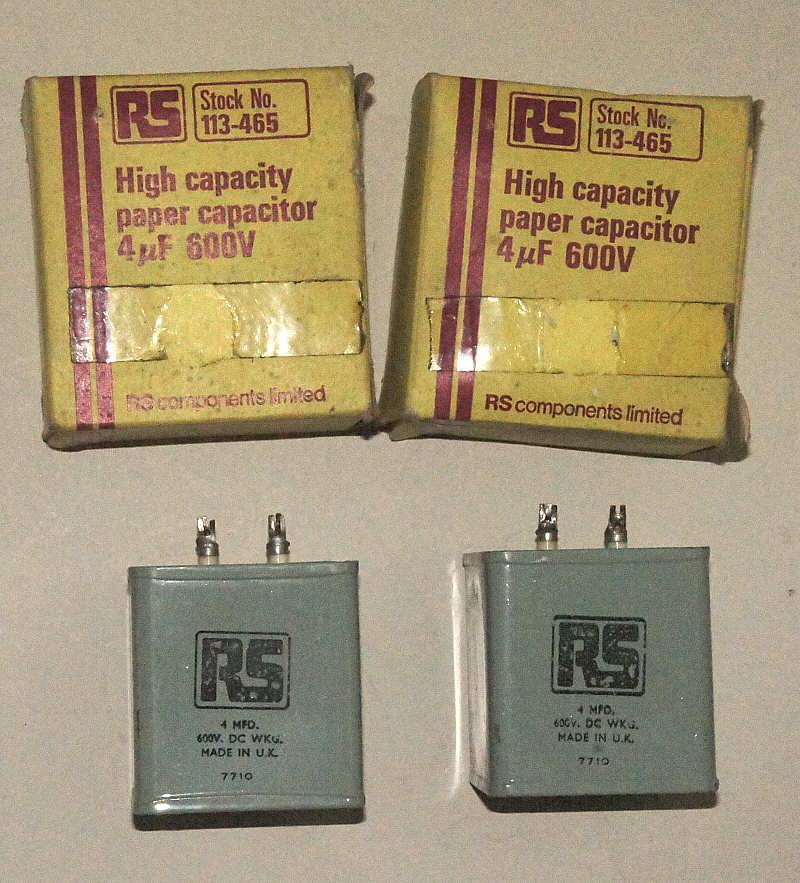 RS
Stock No.
113-465
High capacity
paper capacitor
4µF 600V
RS components limited
RS
Stock No.
113-465
High capacity
paper capacitor
4µF 600V
RS components limited
RS
4 MFD.
600V. DC WKG.
MADE IN U.K.
7710
RS
4 MFD.
600V. DC WKG.
MADE IN U.K.
7710